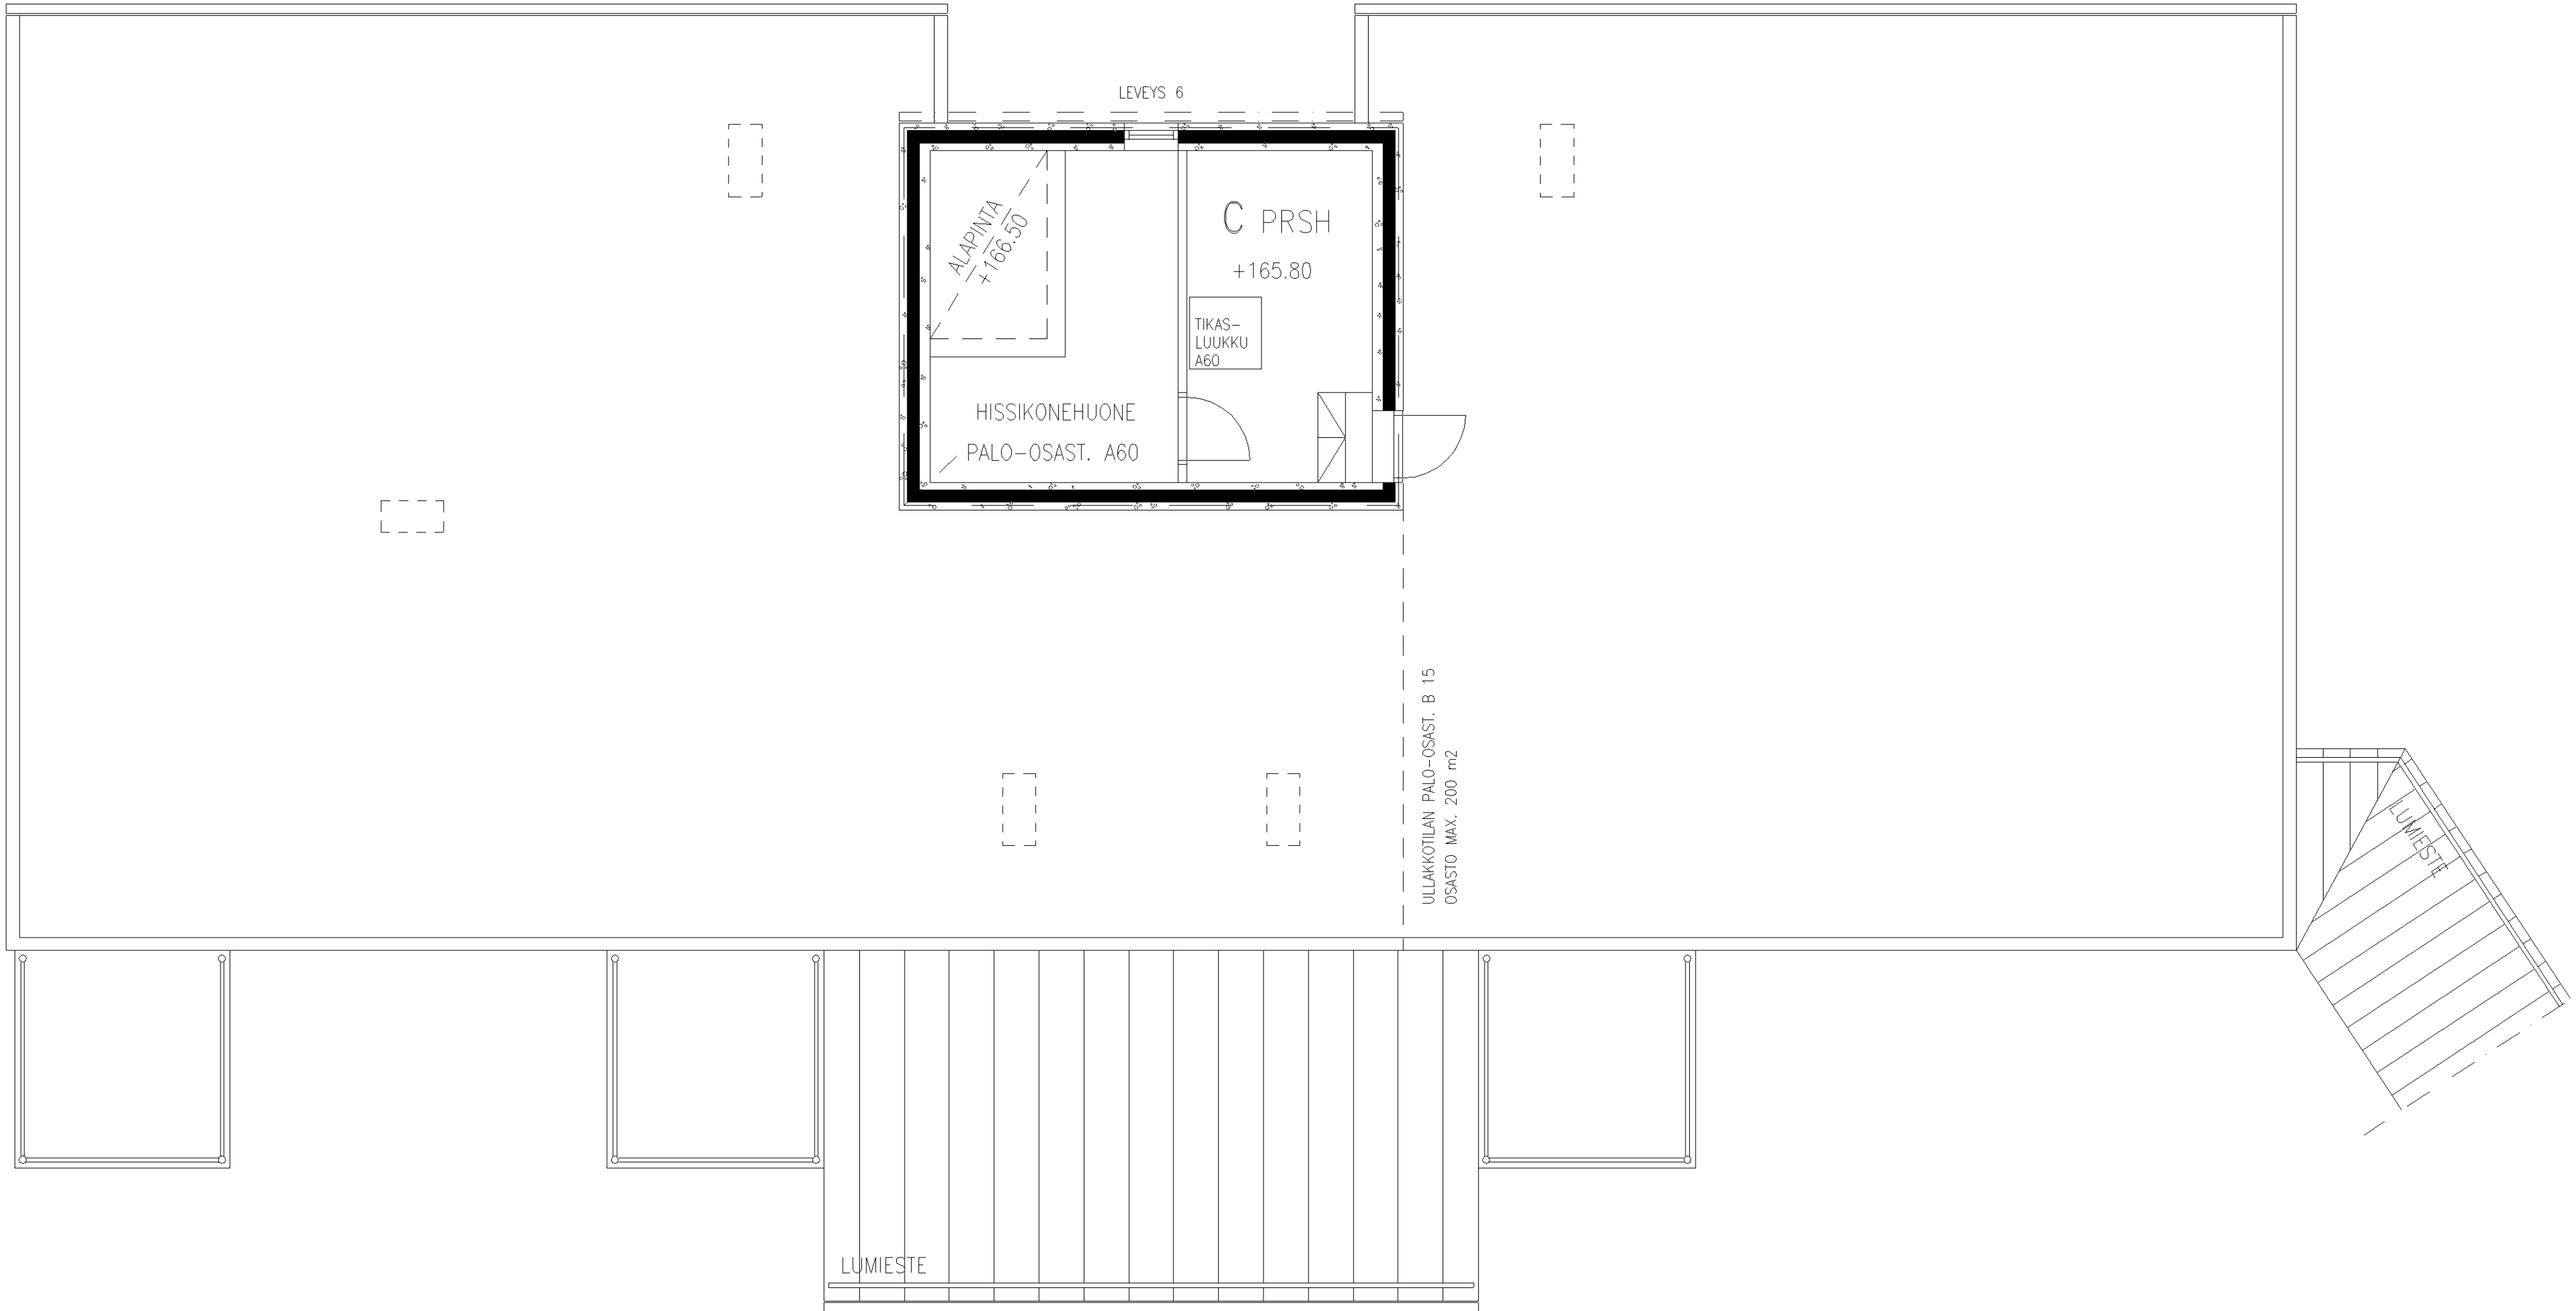 LEVEYS 6
ALAPINTA
+166.50
C PRSH
+165.80
TIKAS-
LUUKKU
A60
HISSIKONEHUONE
PALO-OSAST. A60
ULLAKKOTILAN PALO-OSAST. B 15
OSASTO MAX. 200 m2
LUMIESTE
LUMIESTE